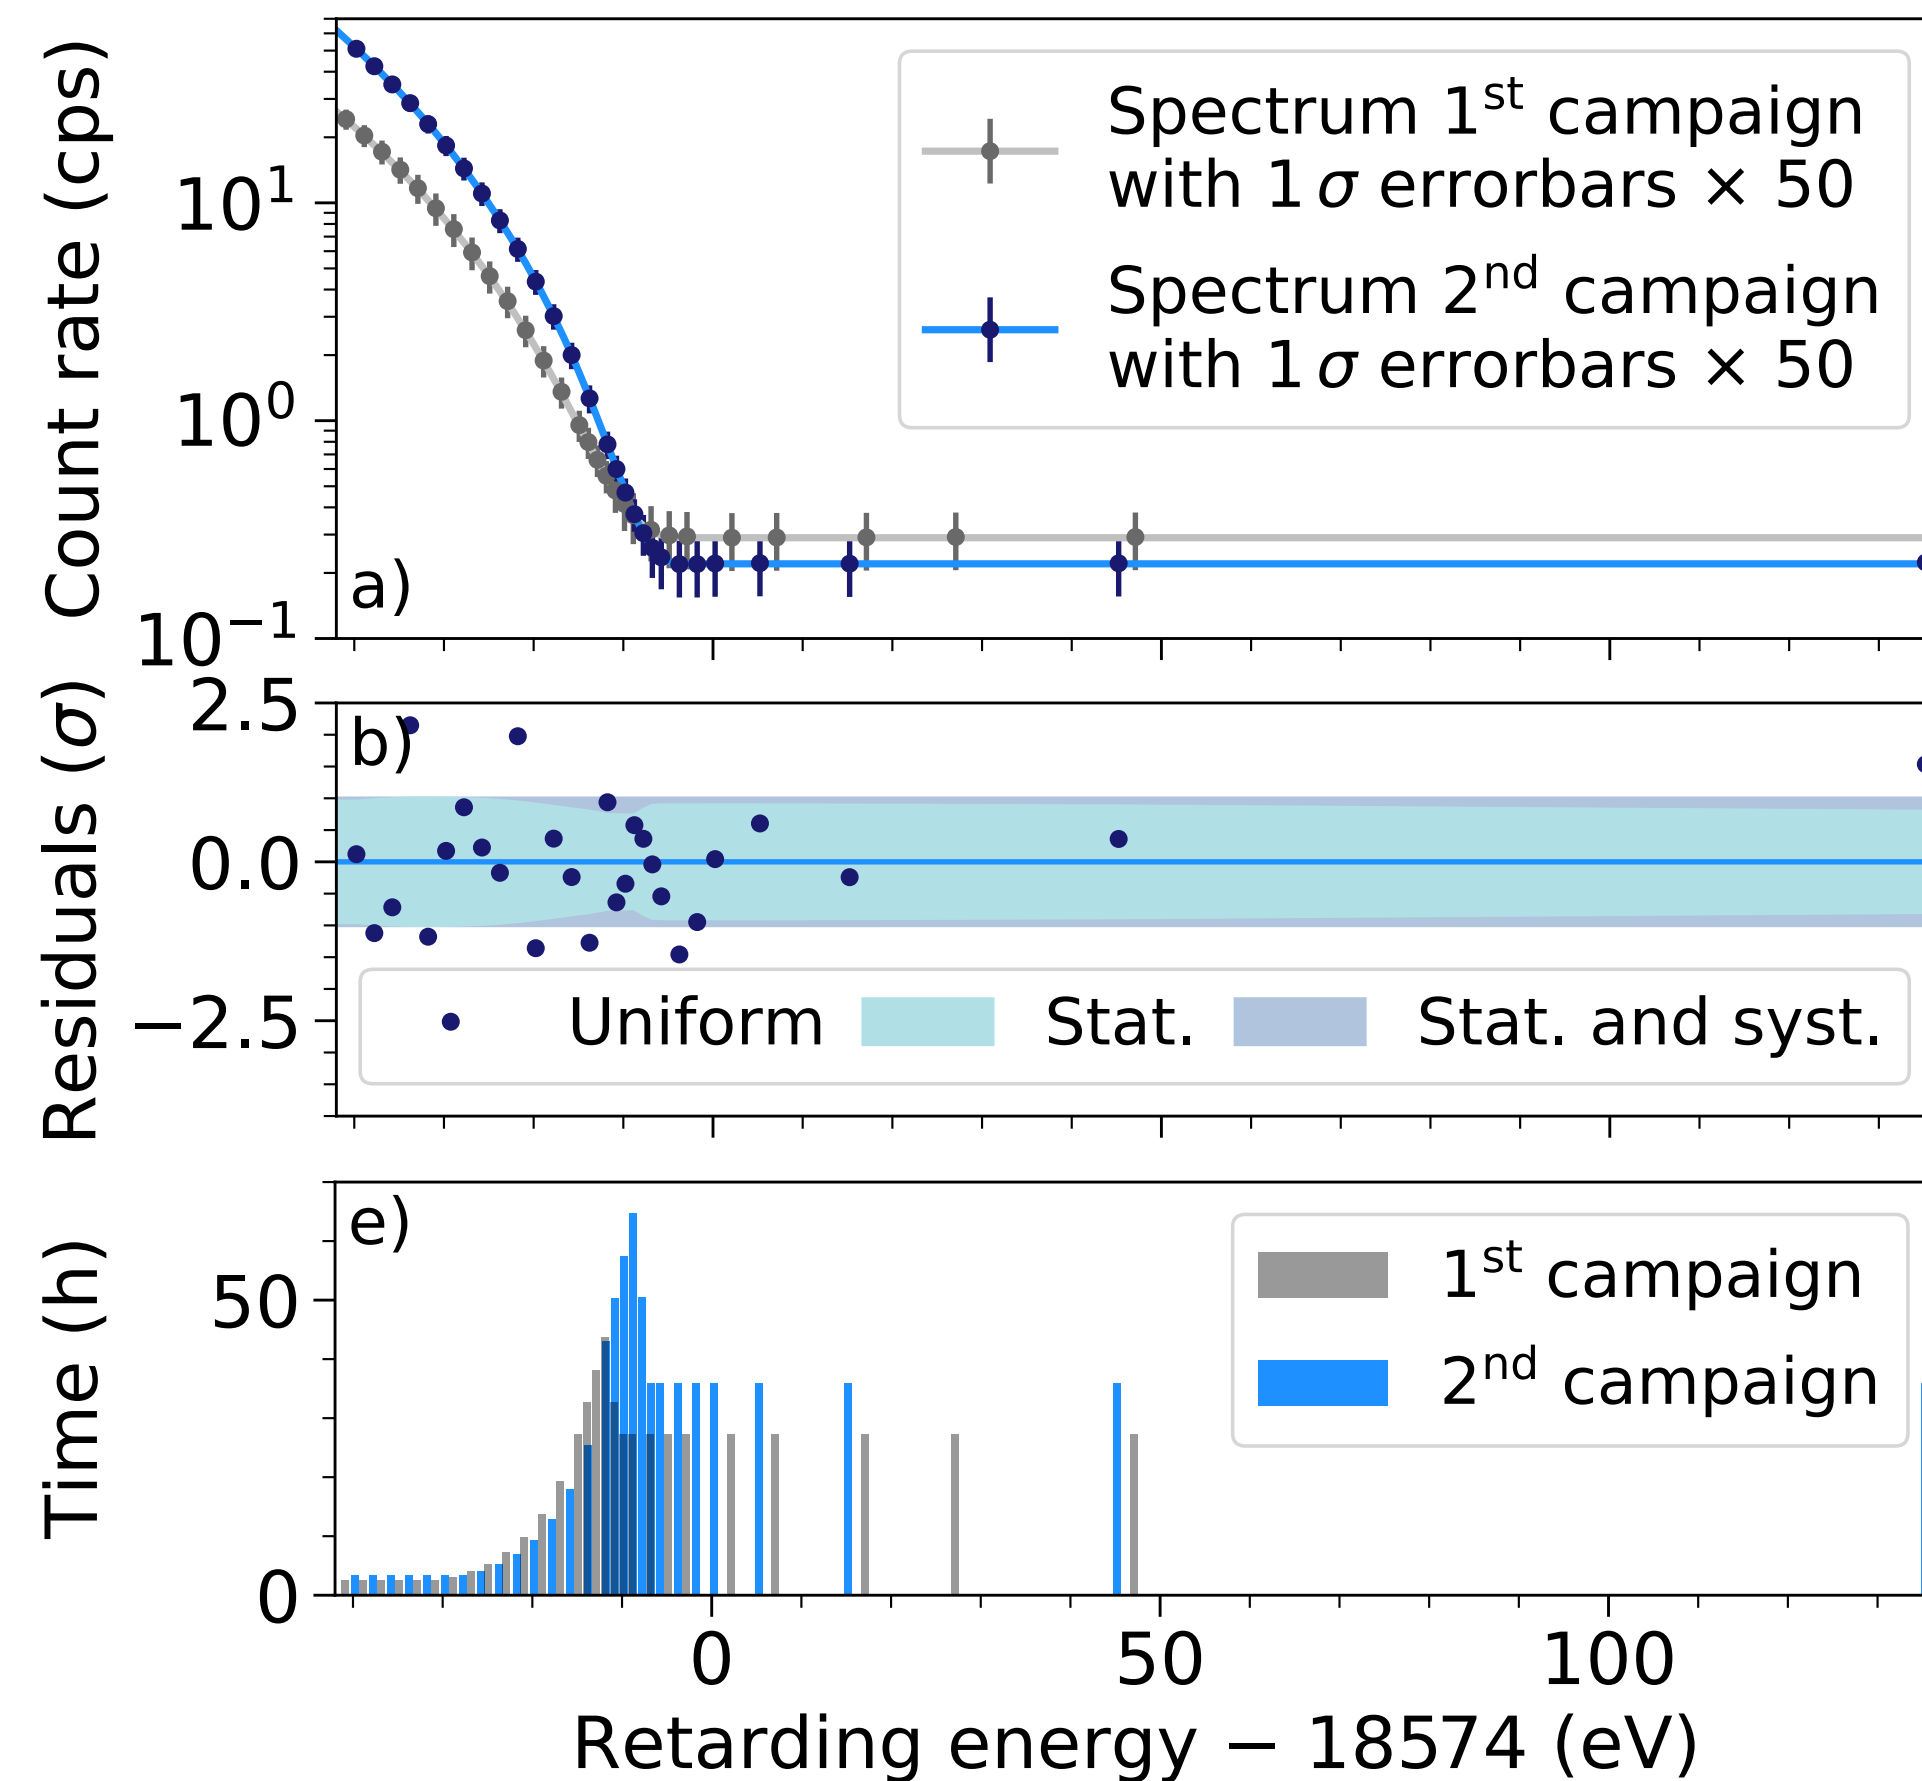 Count rate (cps)
10¹
10⁰
10⁻¹
Spectrum 1ˢᵗ campaign
with 1 σ errorbars × 50
Spectrum 2ⁿᵈ campaign
with 1 σ errorbars × 50
a)
Residuals (σ)
2.5
0.0
−2.5
b)
Uniform Stat. Stat. and syst.
Time (h)
50
0
e)
1ˢᵗ campaign
2ⁿᵈ campaign
0 50 100
Retarding energy − 18574 (eV)